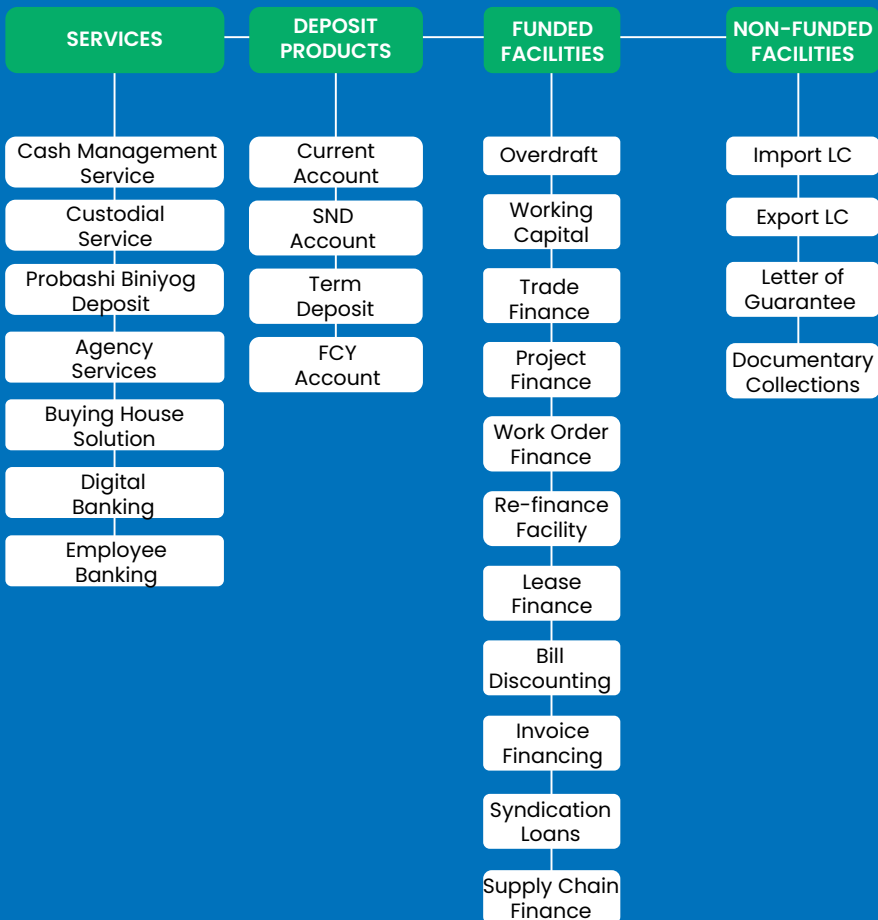 SERVICES
DEPOSIT
PRODUCTS
FUNDED
FACILITIES
NON-FUNDED
FACILITIES
Cash Management
Service
Custodial
Service
Probashi Biniyog
Deposit
Agency
Services
Buying House
Solution
Digital
Banking
Employee
Banking
Current
Account
SND
Account
Term
Deposit
FCY
Account
Overdraft
Working
Capital
Trade
Finance
Project
Finance
Work Order
Finance
Re-finance
Facility
Lease
Finance
Bill
Discounting
Invoice
Financing
Syndication
Loans
Supply Chain
Finance
Import LC
Export LC
Letter of
Guarantee
Documentary
Collections